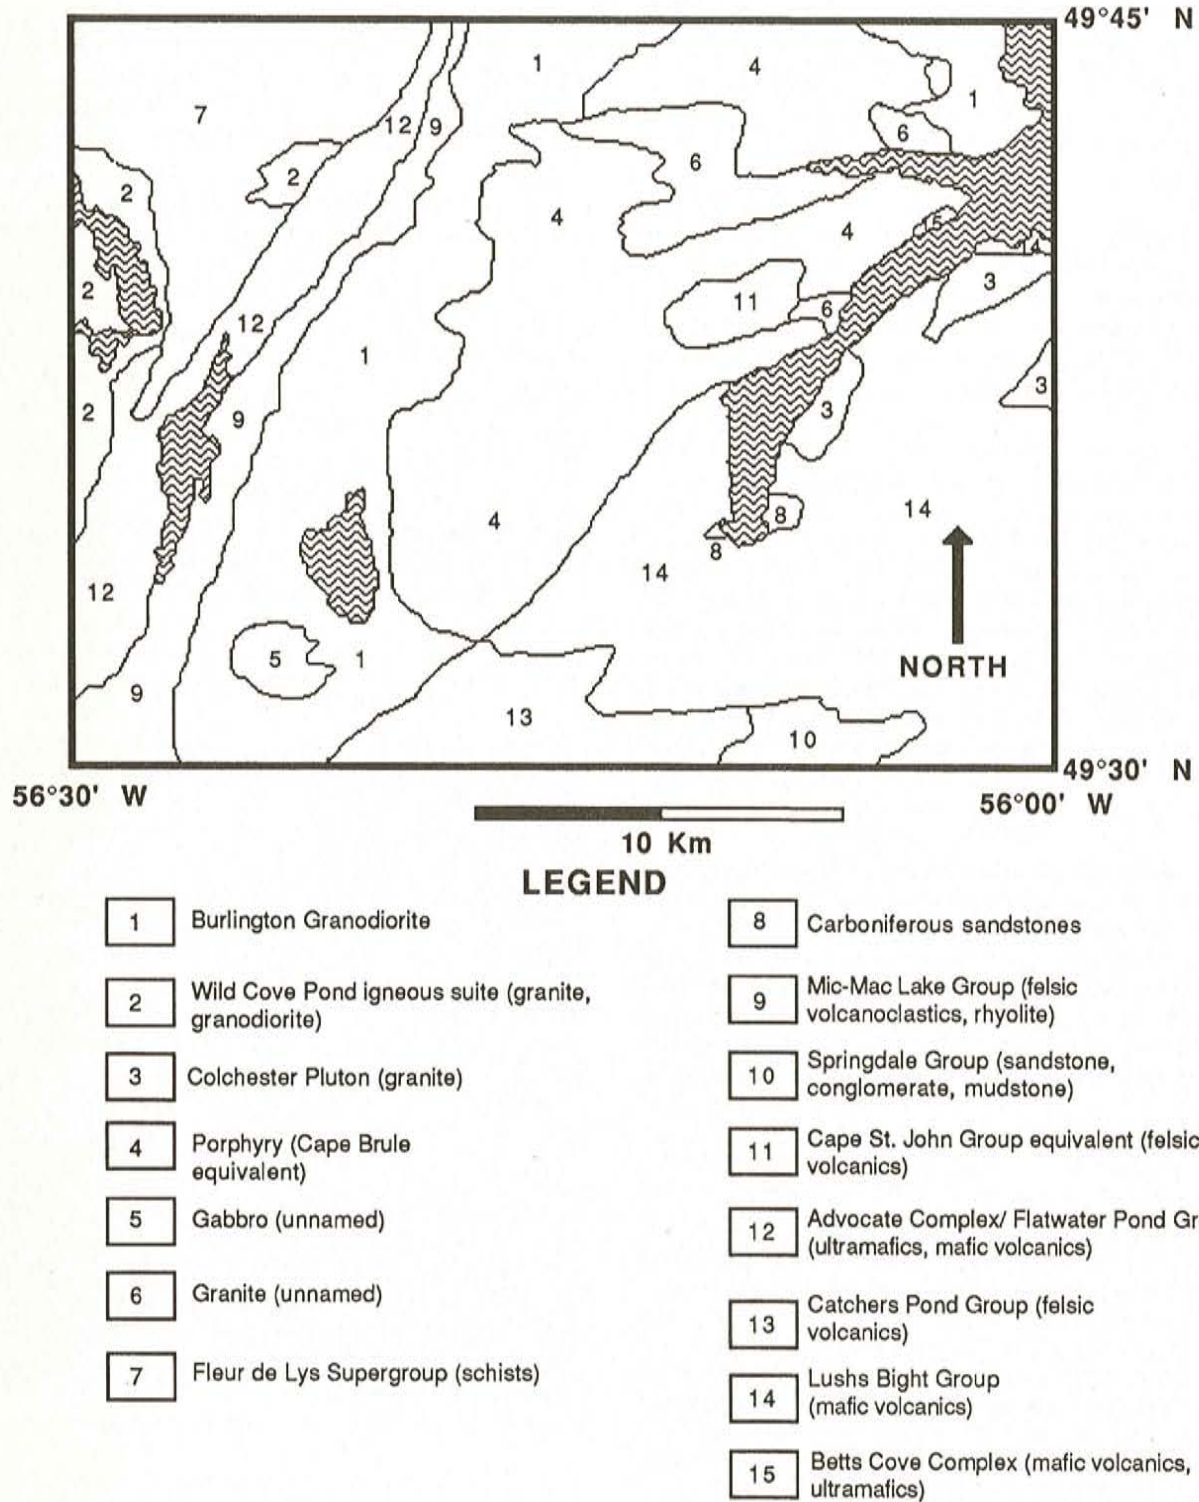 49°45' N
1
4
7
12
9
1
6
2
6
2
4
4
5
14
3
2
11
6
12
1
3
2
9
3
4
8
14
8
14
12
NORTH
5
1
9
13
10
49°30' N
56°30' W
56°00' W
10 Km
LEGEND
1 Burlington Granodiorite
2 Wild Cove Pond igneous suite (granite,
granodiorite)
3 Colchester Pluton (granite)
4 Porphyry (Cape Brule
equivalent)
5 Gabbro (unnamed)
6 Granite (unnamed)
7 Fleur de Lys Supergroup (schists)
8 Carboniferous sandstones
9 Mic-Mac Lake Group (felsic
volcanoclastics, rhyolite)
10 Springdale Group (sandstone,
conglomerate, mudstone)
11 Cape St. John Group equivalent (felsic
volcanics)
12 Advocate Complex/ Flatwater Pond Gr
(ultramafics, mafic volcanics)
13 Catchers Pond Group (felsic
volcanics)
14 Lushs Bight Group
(mafic volcanics)
15 Betts Cove Complex (mafic volcanics,
ultramafics)